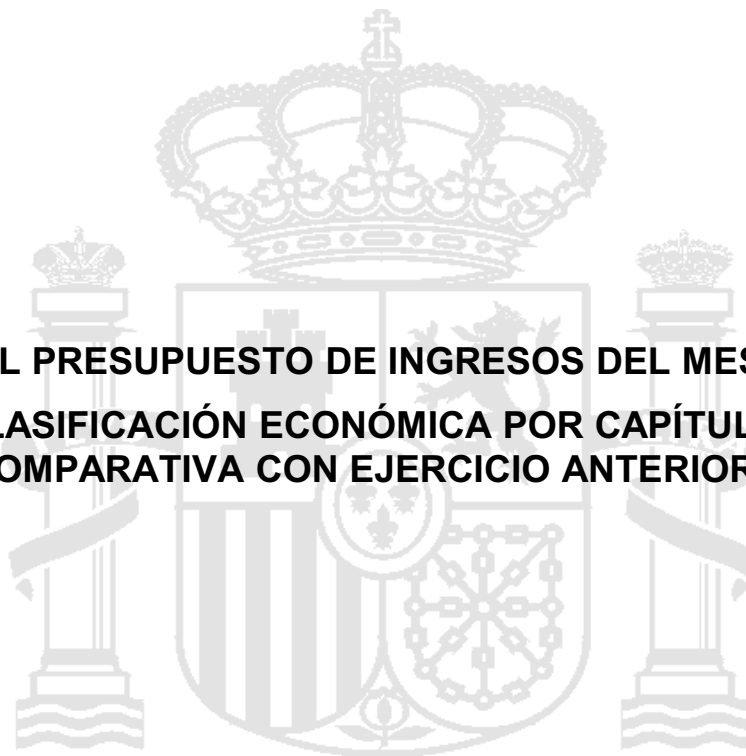 L PRESUPUESTO DE INGRESOS DEL MES
LASIFICACIÓN ECONÓMICA POR CAPÍTUL
OMPARATIVA CON EJERCICIO ANTERIOR